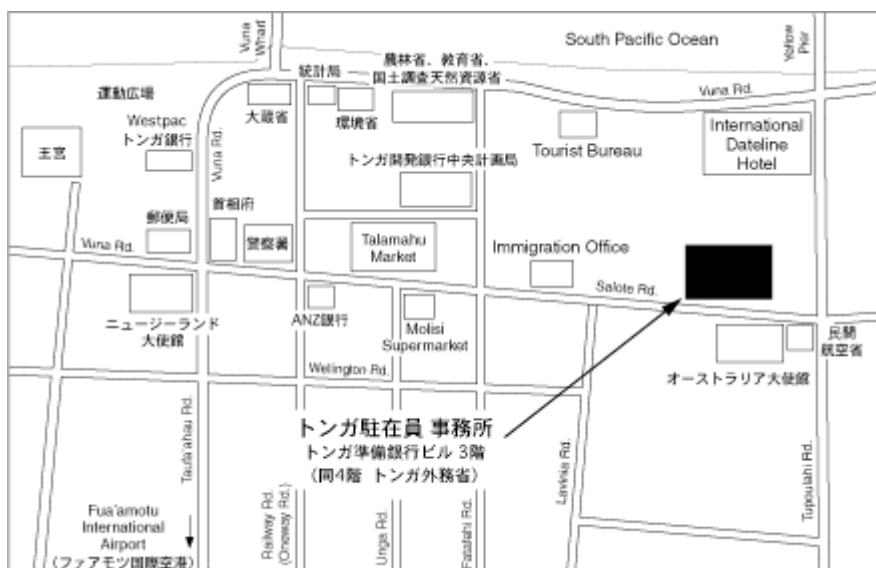 Vuna
Wharf
South Pacific Ocean
Yellow
Pier
農林省、教育省、
国土調査天然資源省
統計局
運動広場
大蔵省
環境省
Vuna Rd.
Westpac
トンガ銀行
王宮
Vuna Rd.
Tourist Bureau
International
Dateline
Hotel
トンガ開発銀行中央計画局
首相府
郵便局
警察署
Talamahu
Market
Immigration Office
Vuna Rd.
Salote Rd.
ニュージーランド
大使館
ANZ銀行
Molisi
Supermarket
民間
航空省
オーストラリア大使館
Wellington Rd.
トンガ駐在員 事務所
トンガ準備銀行ビル 3階
(同4階 トンガ外務省)
Taufa'ahau Rd.
Railway Rd.
(Oneway Rd.)
Unga Rd.
Fatafehi Rd.
Lavinia Rd.
Tupoulahi Rd.
Fua'amotu
International
Airport
(ファアモツ国際空港)